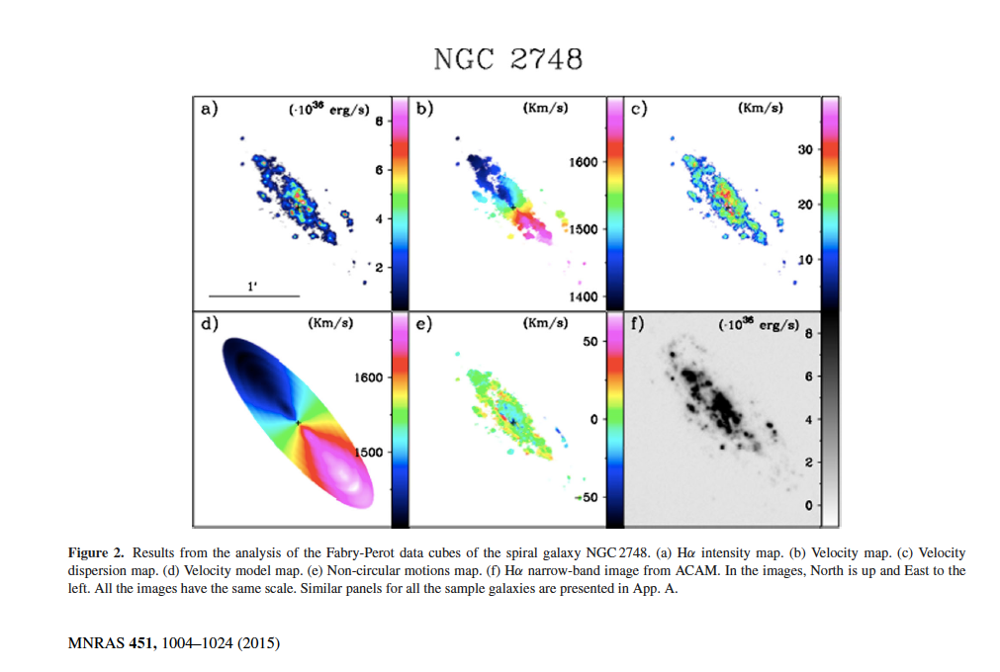 NGC 2748
a) (·10³⁶ erg/s)
8
6
4
2
1'
b) (Km/s)
1600
1500
1400
c) (Km/s)
30
20
10
d) (Km/s)
1600
1500
e) (Km/s)
50
0
-50
f) (·10³⁶ erg/s)
8
6
4
2
0
Figure 2. Results from the analysis of the Fabry-Perot data cubes of the spiral galaxy NGC 2748. (a) Hα intensity map. (b) Velocity map. (c) Velocity
dispersion map. (d) Velocity model map. (e) Non-circular motions map. (f) Hα narrow-band image from ACAM. In the images, North is up and East to the
left. All the images have the same scale. Similar panels for all the sample galaxies are presented in App. A.
MNRAS 451, 1004–1024 (2015)